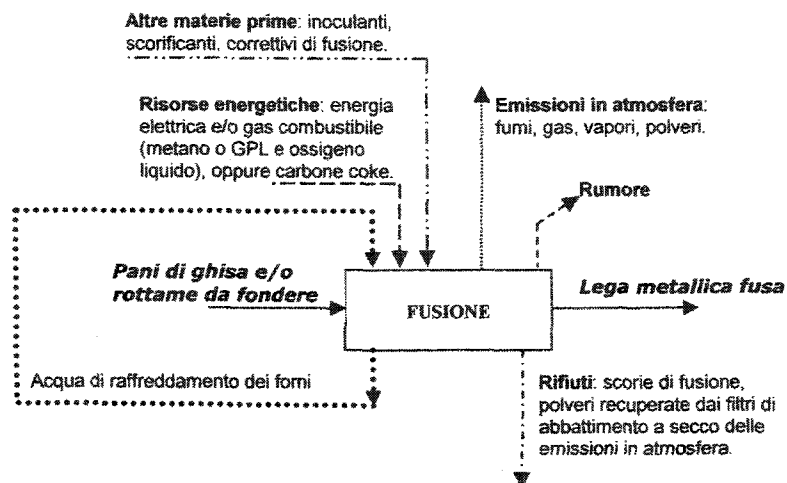 Altre materie prime: inoculanti,
scorificanti, correttivi di fusione.
Risorse energetiche: energia
elettrica e/o gas combustibile
(metano o GPL e ossigeno
liquido), oppure carbone coke.
Emissioni in atmosfera:
fumi, gas, vapori, polveri.
Rumore
Pani di ghisa e/o
rottame da fondere
FUSIONE
Lega metallica fusa
Acqua di raffreddamento dei forni
Rifiuti: scorie di fusione,
polveri recuperate dai filtri di
abbattimento a secco delle
emissioni in atmosfera.